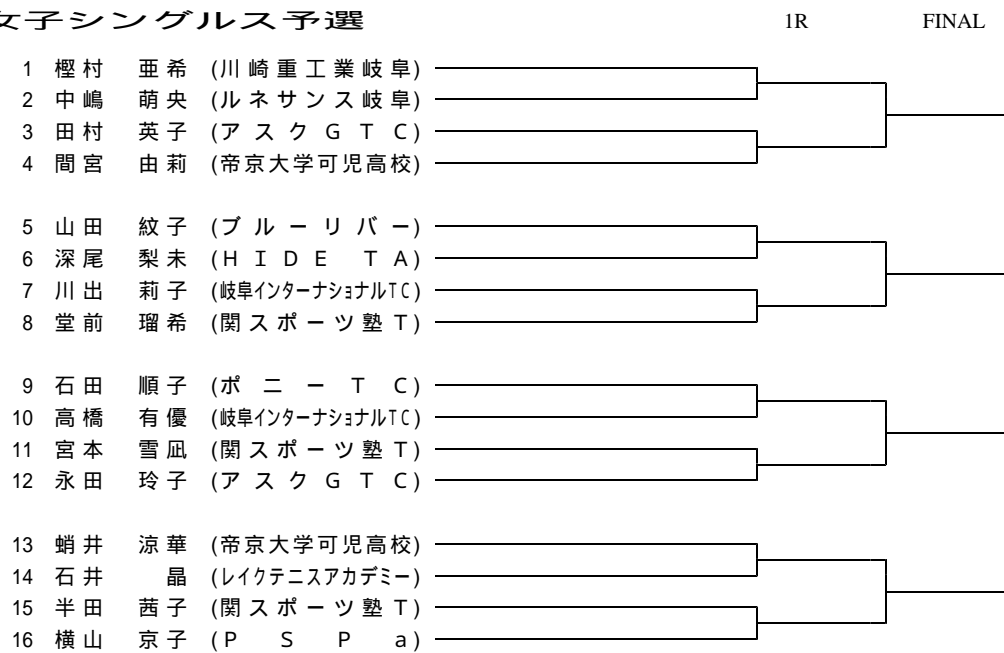 女子シングルス予選 1R FINAL
1 樫村 亜希 (川崎重工業岐阜)
2 中嶋 萌央 (ルネサンス岐阜)
3 田村 英子 (アスクGTC)
4 間宮 由莉 (帝京大学可児高校)
5 山田 紋子 (ブルーリバー)
6 深尾 梨未 (HIDE TA)
7 川出 莉子 (岐阜インターナショナルTC)
8 堂前 瑠希 (関スポーツ塾T)
9 石田 順子 (ポニーTC)
10 高橋 有優 (岐阜インターナショナルTC)
11 宮本 雪凪 (関スポーツ塾T)
12 永田 玲子 (アスクGTC)
13 蛸井 涼華 (帝京大学可児高校)
14 石井 晶 (レイクテニスアカデミー)
15 半田 茜子 (関スポーツ塾T)
16 横山 京子 (PSPa)